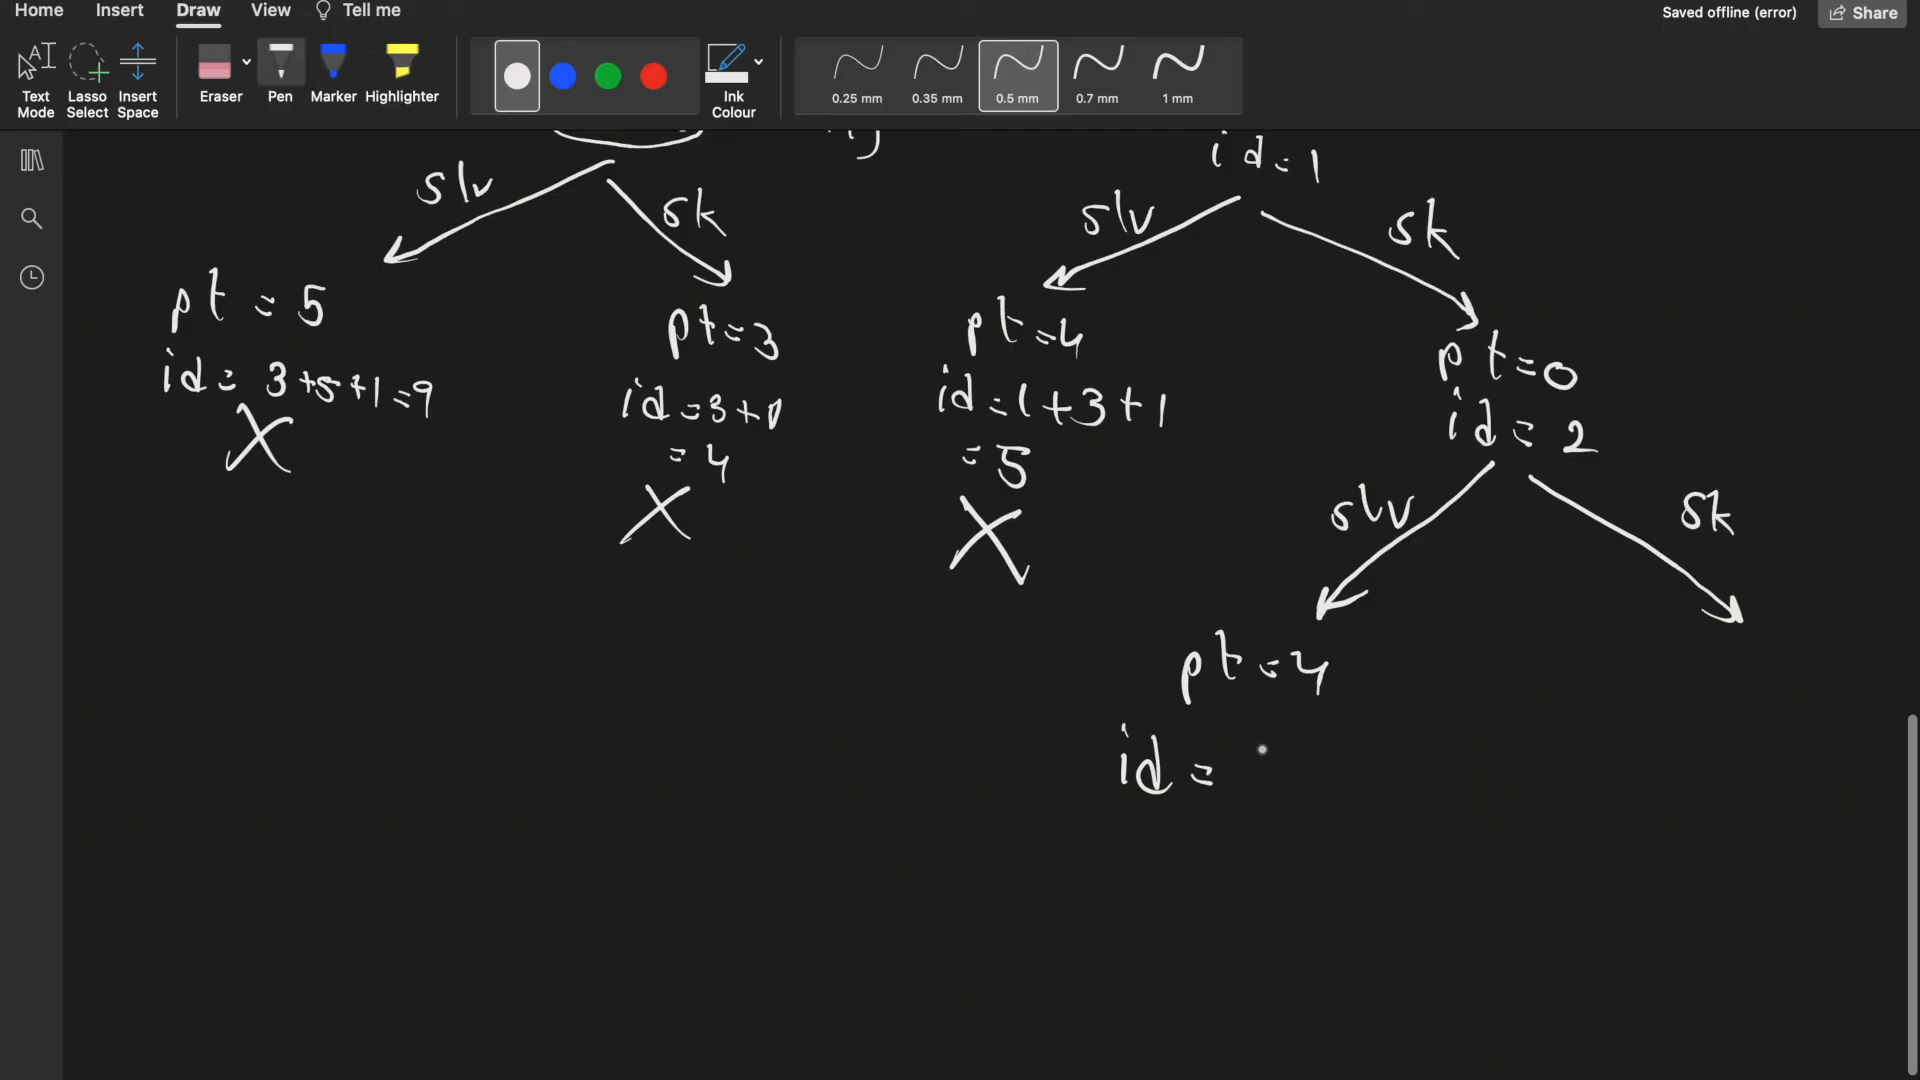 Home Insert Draw View Tell me
Saved offline (error) Share
Text Mode
Lasso Select
Insert Space
Eraser
Pen
Marker
Highlighter
Ink Colour
0.25 mm
0.35 mm
0.5 mm
0.7 mm
1 mm
id=1
slv
sk
slv
sk
pt = 5
id= 3+5+1=9
X
pt=3
id=3+1
= 4
X
pt=4
id=1+3+1
= 5
X
pt=0
id= 2
slv
sk
pt=4
id=